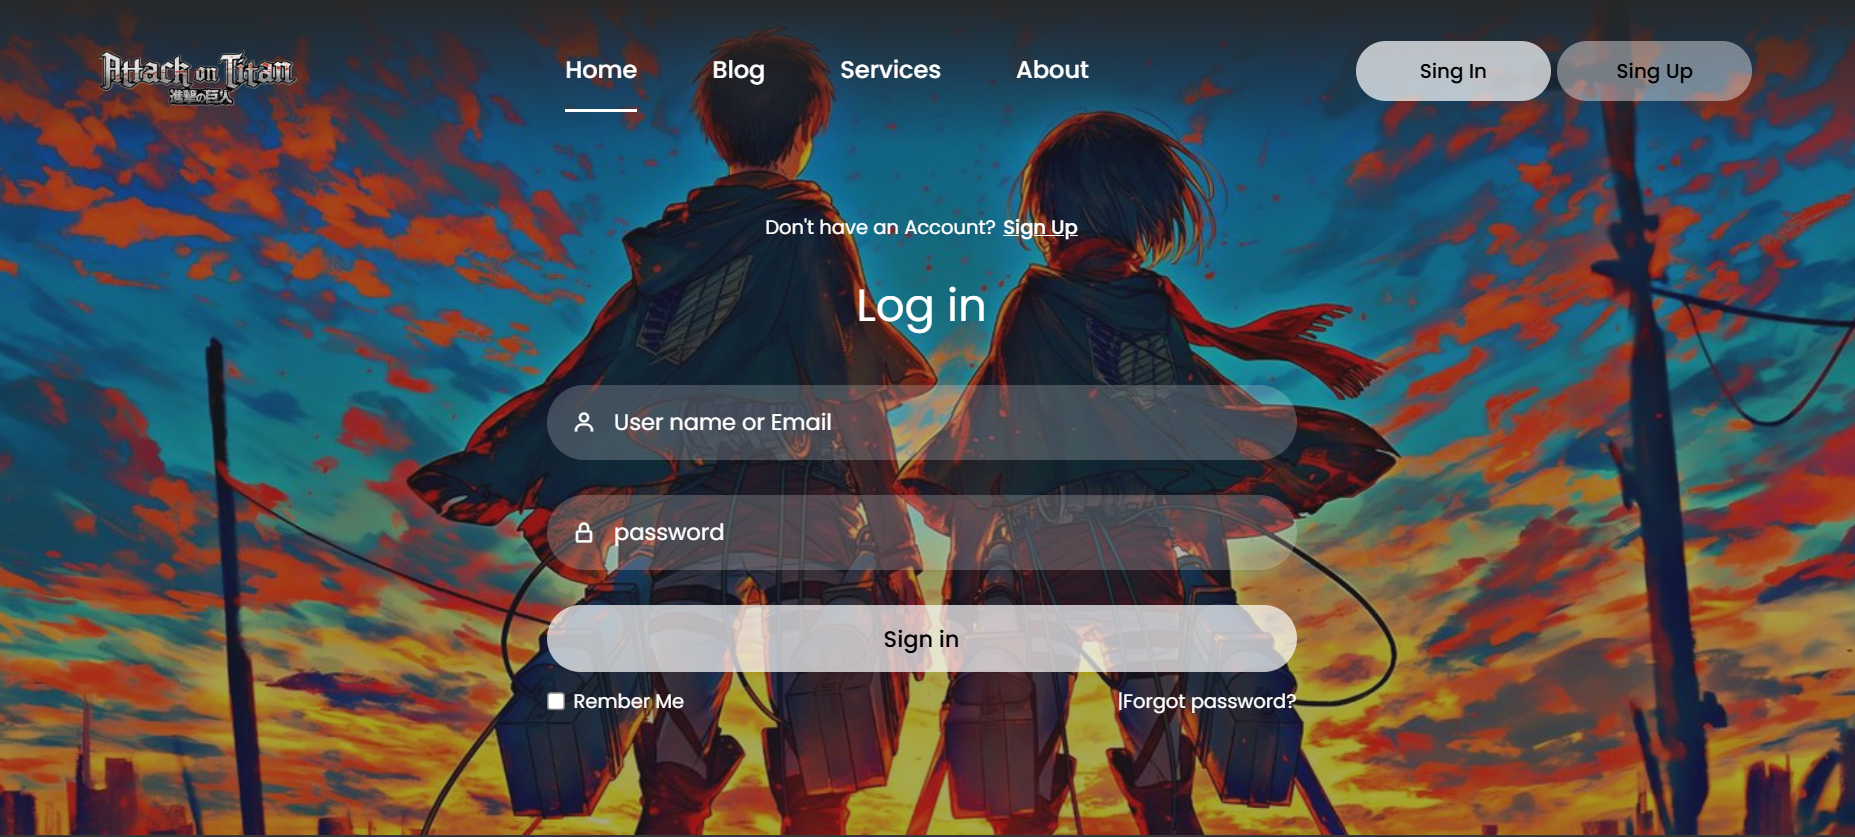 Attack on Titan
進撃の巨人
Home
Blog
Services
About
Sing In
Sing Up
Don't have an Account? Sign Up
Log in
User name or Email
password
Sign in
Rember Me
|Forgot password?